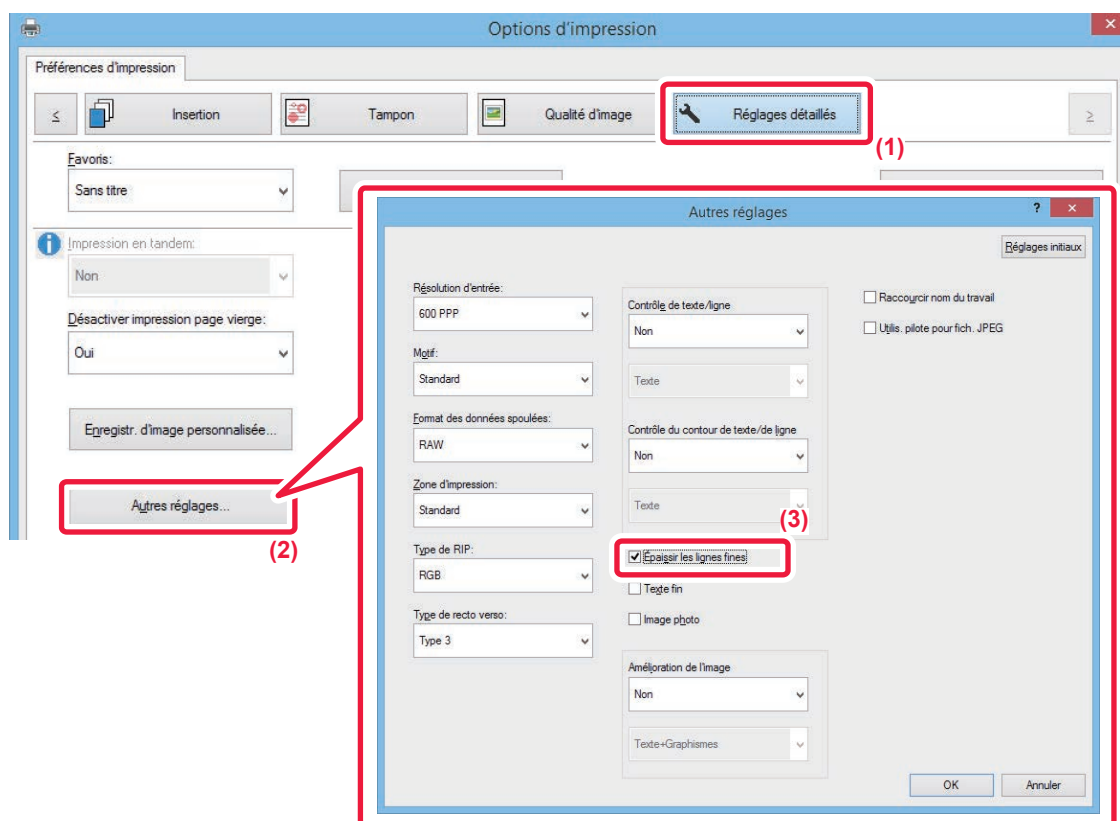 Options d'impression
Préférences d'impression
≤
Insertion
Tampon
Qualité d'image
Réglages détaillés
≥
(1)
Favoris:
Sans titre
Impression en tandem:
Non
Désactiver impression page vierge:
Oui
Enregistr. d'image personnalisée...
Autres réglages...
(2)
Autres réglages
?
Réglages initiaux
Résolution d'entrée:
600 PPP
Motif:
Standard
Format des données spoulées:
RAW
Zone d'impression:
Standard
Type de RIP:
RGB
Type de recto verso:
Type 3
Contrôle de texte/ligne
Non
Texte
Contrôle du contour de texte/de ligne
Non
Texte
(3)
Épaissir les lignes fines
Texte fin
Image photo
Amélioration de l'image
Non
Texte+Graphismes
Raccourcir nom du travail
Utilis. pilote pour fich. JPEG
OK
Annuler